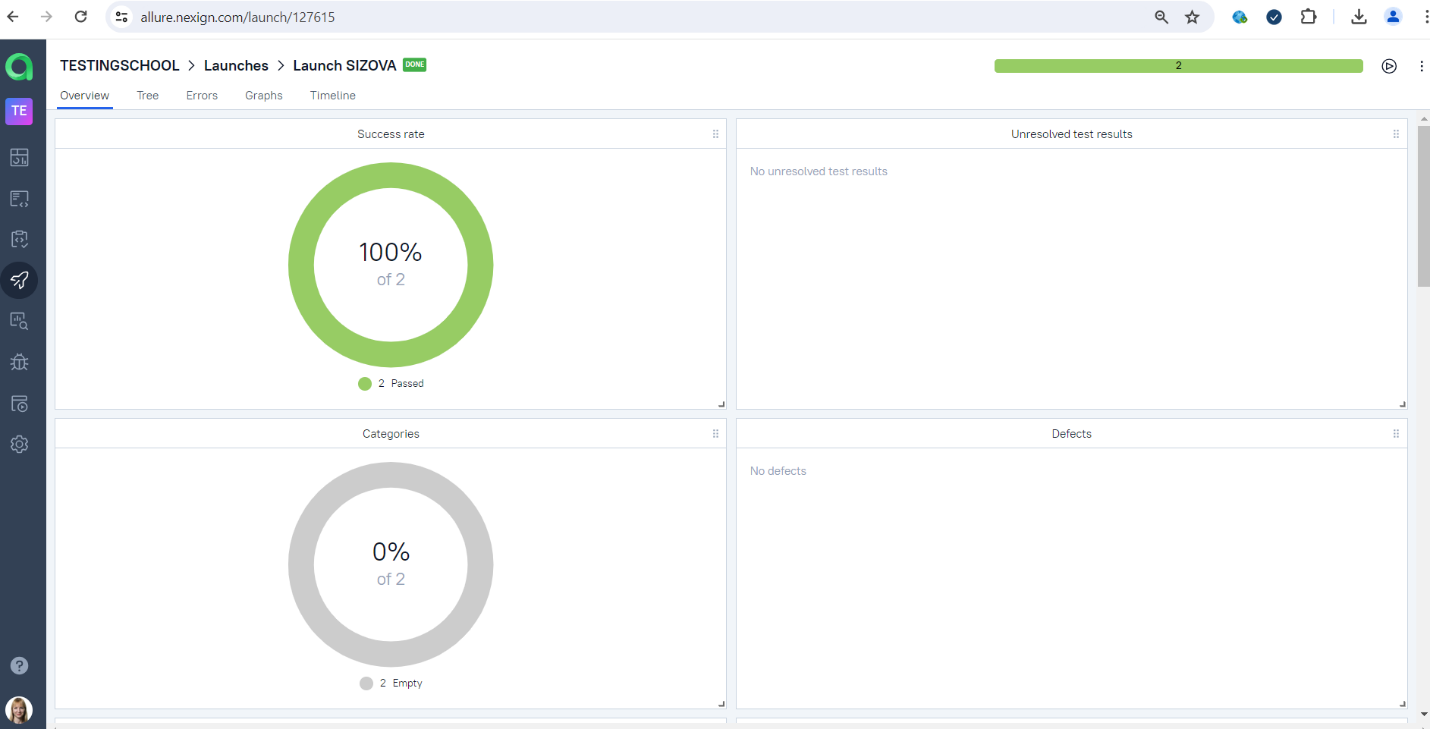 allure.nexign.com/launch/127615
TESTINGSCHOOL > Launches > Launch SIZOVA DONE
2
Overview Tree Errors Graphs Timeline
TE
Success rate
100%
of 2
2 Passed
Unresolved test results
No unresolved test results
Categories
0%
of 2
2 Empty
Defects
No defects